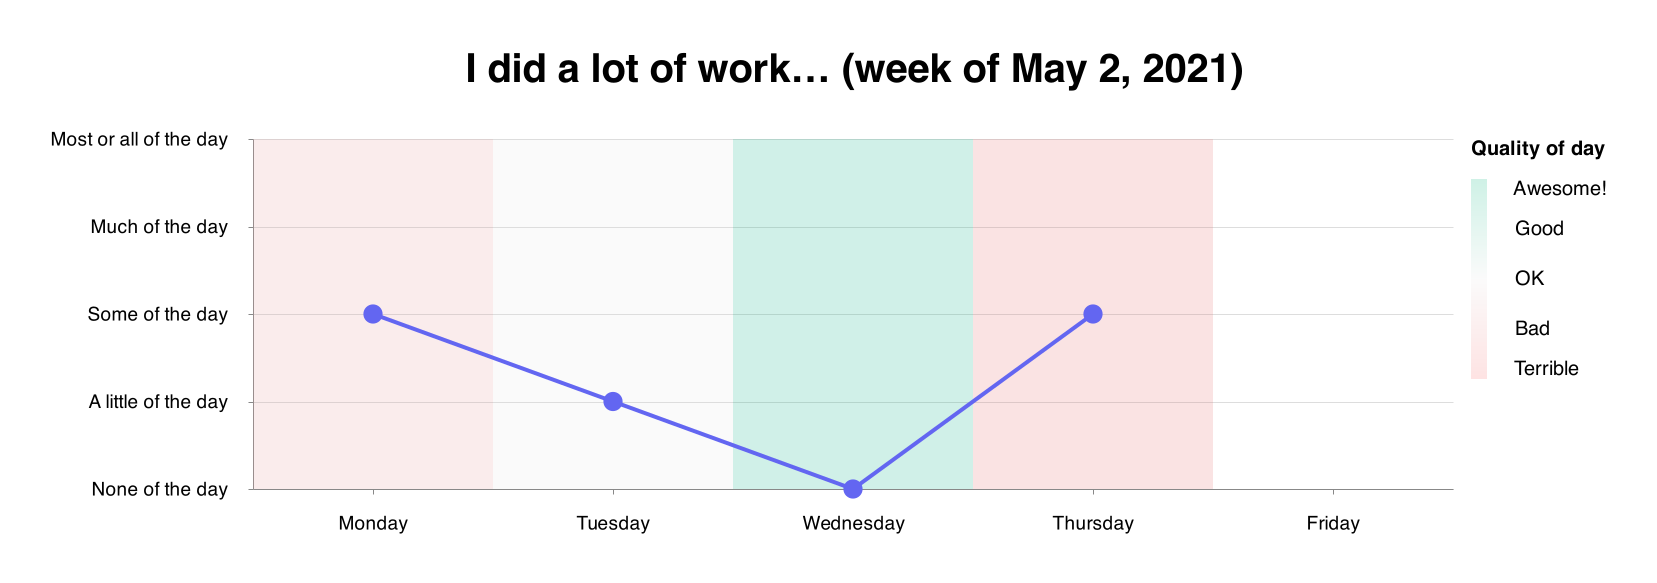 I did a lot of work... (week of May 2, 2021)
Most or all of the day
Much of the day
Some of the day
A little of the day
None of the day
Monday
Tuesday
Wednesday
Thursday
Friday
Quality of day
Awesome!
Good
OK
Bad
Terrible